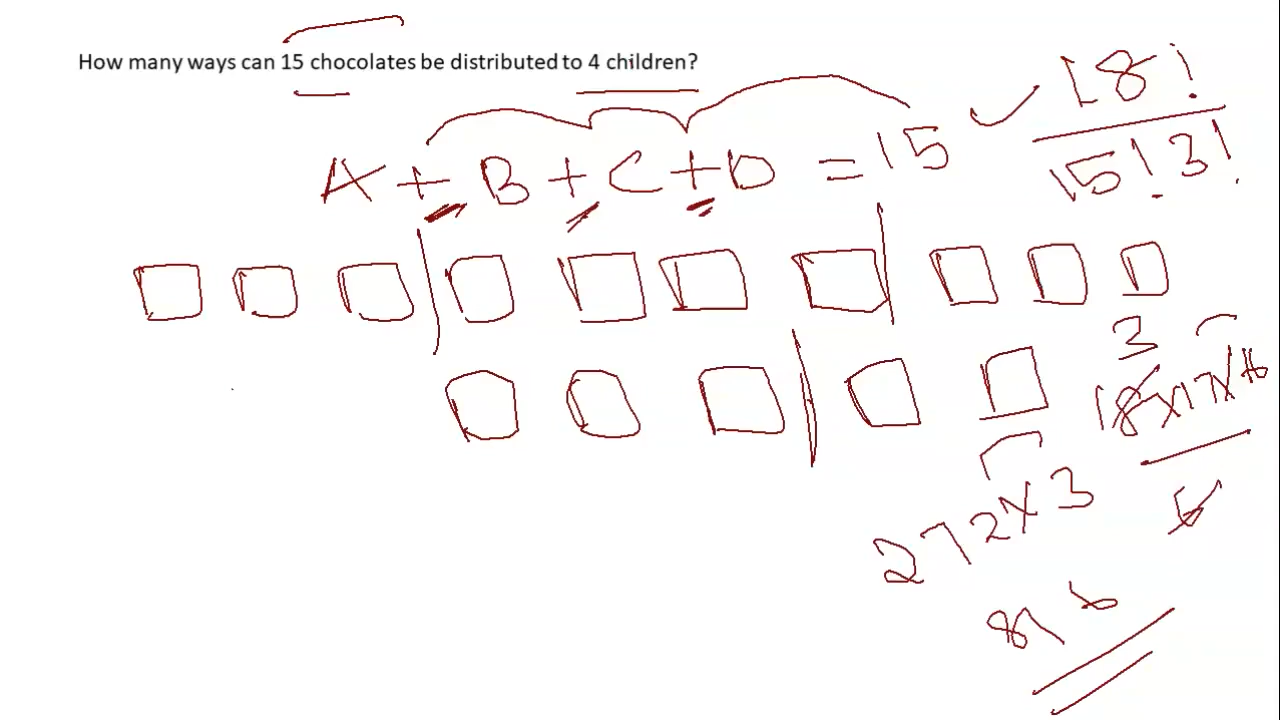 How many ways can 15 chocolates be distributed to 4 children?
A + B + C + D = 15
18!
15! 3!
3
18 x 17 x 16
6
272 x 3
816